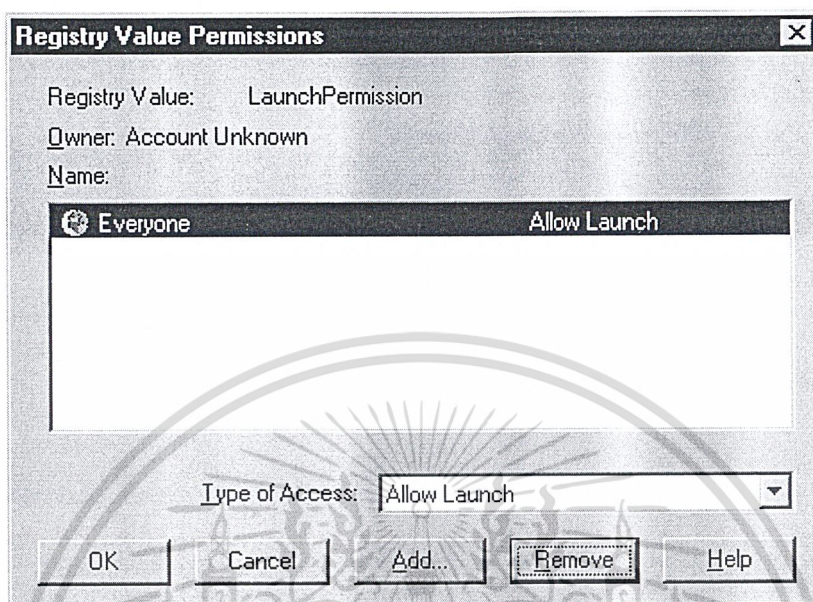 Registry Value Permissions
Registry Value: LaunchPermission
Owner: Account Unknown
Name:
Everyone Allow Launch
Type of Access: Allow Launch
OK Cancel Add... Remove Help